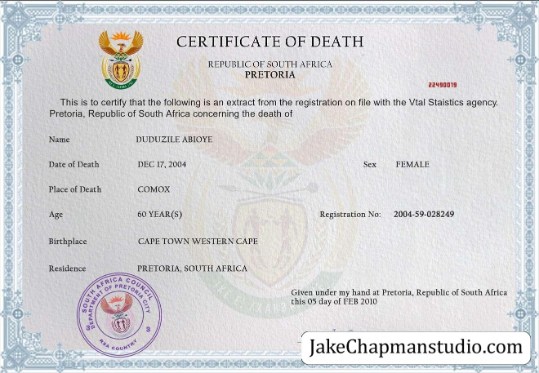 CERTIFICATE OF DEATH
REPUBLIC OF SOUTH AFRICA
PRETORIA
22490019
This is to certify that the following is an extract from the registration on file with the Vtal Staistics agency.
Pretoria, Republic of South Africa concerning the death of
Name DUDUZILE ABIOYE
Date of Death DEC 17, 2004 Sex FEMALE
Place of Death COMOX
Age 60 YEAR(S) Registration No: 2004-59-028249
Birthplace CAPE TOWN WESTERN CAPE
Residence PRETORIA, SOUTH AFRICA
SOUTH AFRICA COUNCIL
DEPARTMENT OF PRETORIA CITY
RSA COUNTRY
Given under my hand at Pretoria, Republic of South Africa
this 05 day of FEB 2010
JakeChapmanstudio.com